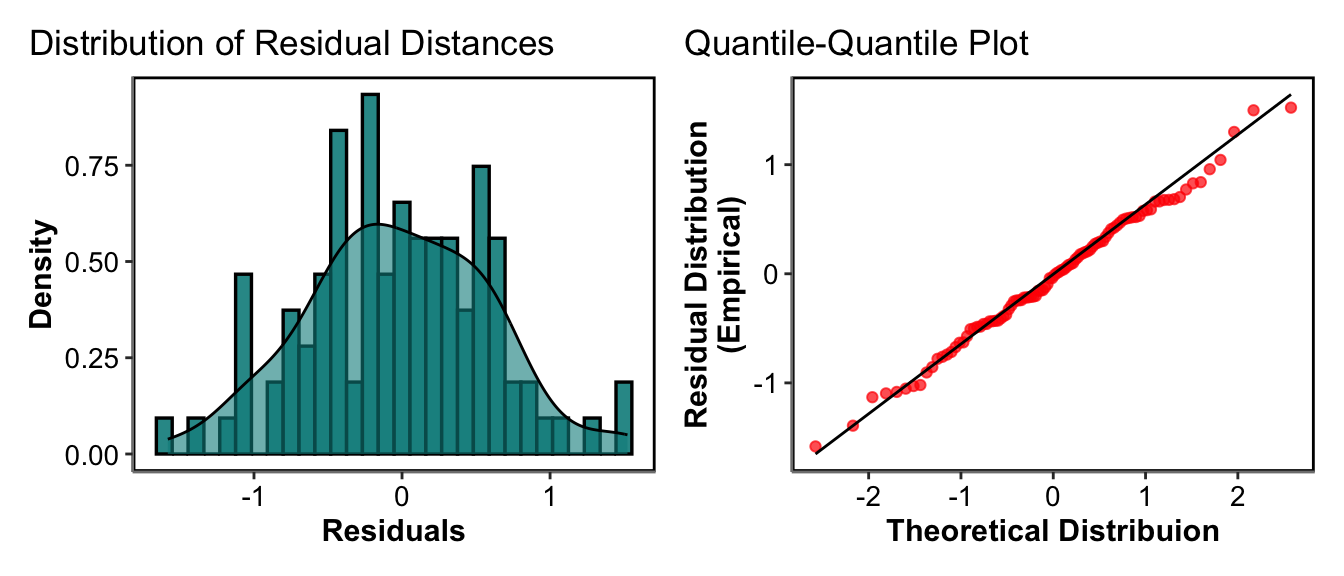 Distribution of Residual Distances
Density
0.75
0.50
0.25
0.00
-1
0
1
Residuals
Quantile-Quantile Plot
Residual Distribution
(Empirical)
1
0
-1
-2
-1
0
1
2
Theoretical Distribuion